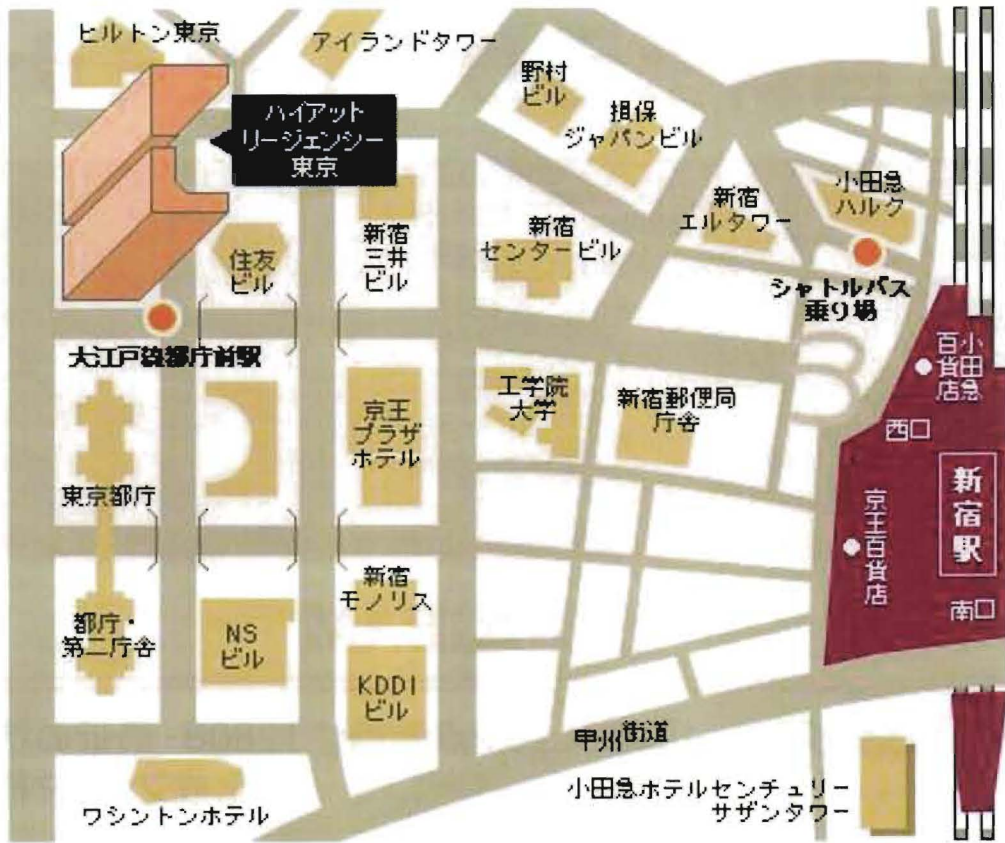 ヒルトン東京
アイランドタワー
野村
ビル
損保
ジャパンビル
ハイアット
リージェンシー
東京
小田急
ハルク
新宿
エルタワー
住友
ビル
新宿
三井
ビル
新宿
センタービル
シャトルバス
乗り場
大江戸線都庁前駅
小田急
百貨店
京王
プラザ
ホテル
工学院
大学
新宿郵便局
庁舎
西口
東京都庁
新宿駅
京王百貨店
新宿
モノリス
南口
都庁・
第二庁舎
NS
ビル
KDDI
ビル
甲州街道
小田急ホテルセンチュリー
サザンタワー
ワシントンホテル